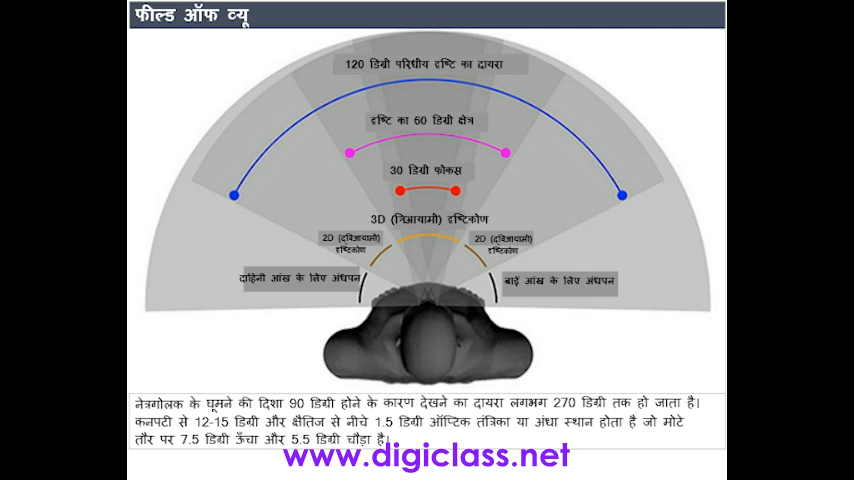 फील्ड ऑफ व्यू
120 डिग्री परिधीय दृष्टि का दायरा
दृष्टि का 60 डिग्री क्षेत्र
30 डिग्री फोकस
3D (त्रिआयामी) दृष्टिकोण
2D (द्विआयामी)
दृष्टिकोण
2D (द्विआयामी)
दृष्टिकोण
दाहिनी आंख के लिए अंधपन
बाईं आंख के लिए अंधपन
नेत्रगोलक के घूमने की दिशा 90 डिग्री होने के कारण देखने का दायरा लगभग 270 डिग्री तक हो जाता है।
कनपटी से 12-15 डिग्री और क्षैतिज से नीचे 1.5 डिग्री ऑप्टिक तंत्रिका या अंधा स्थान होता है जो मोटे
तौर पर 7.5 डिग्री ऊँचा और 5.5 डिग्री चौड़ा है।
www.digiclass.net